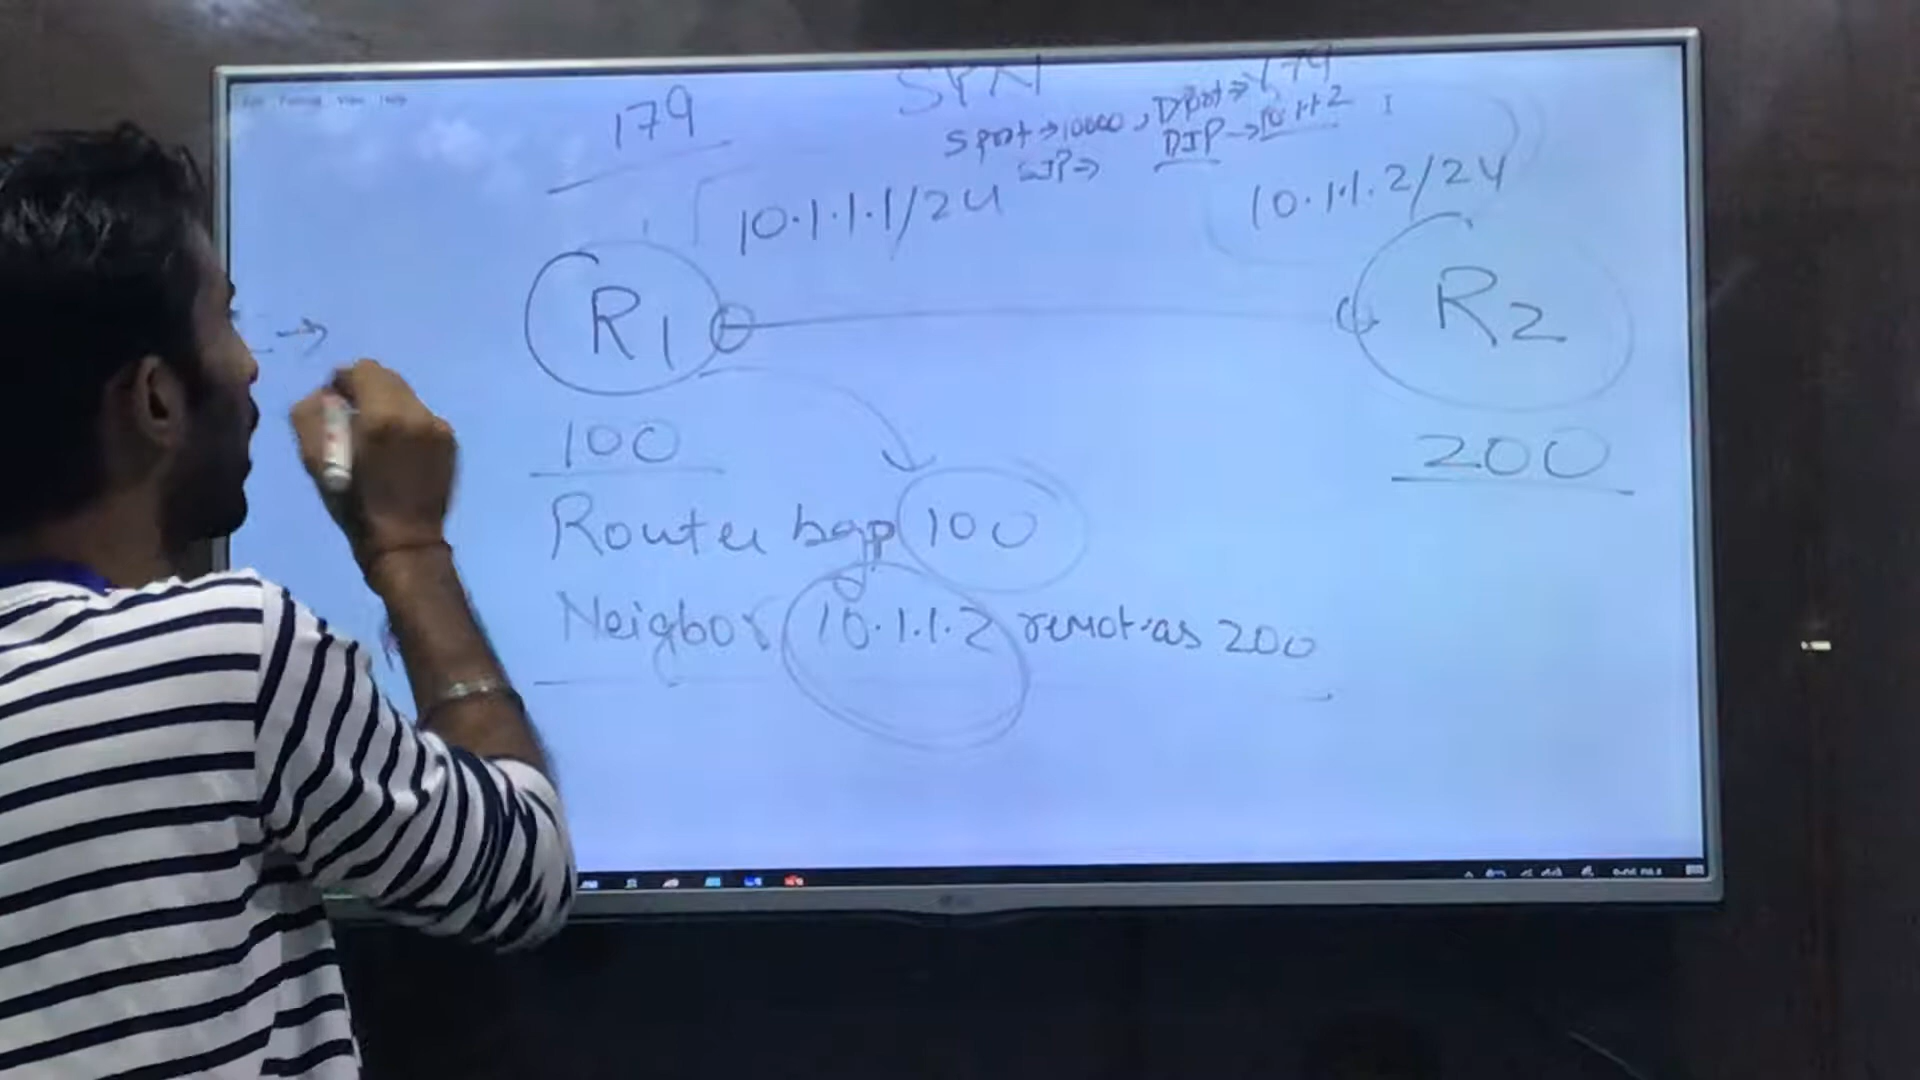 179
SYN
Sport→10000, Dport→179
SIP→ DIP→10.1.1.2
10.1.1.1/24
10.1.1.2/24
R1
R2
100
200
Router bgp 100
Neigbor 10.1.1.2 remot-as 200